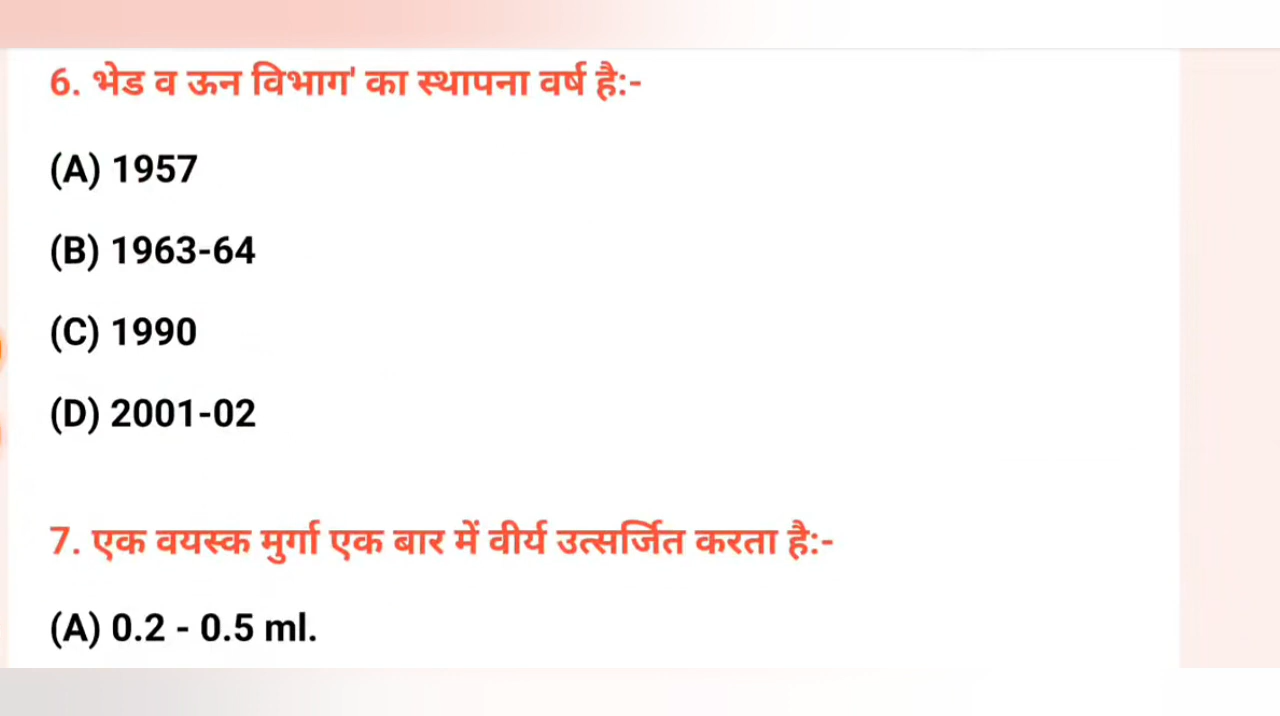 6. भेड व ऊन विभाग' का स्थापना वर्ष है:-
(A) 1957
(B) 1963-64
(C) 1990
(D) 2001-02
7. एक वयस्क मुर्गा एक बार में वीर्य उत्सर्जित करता है:-
(A) 0.2 - 0.5 ml.